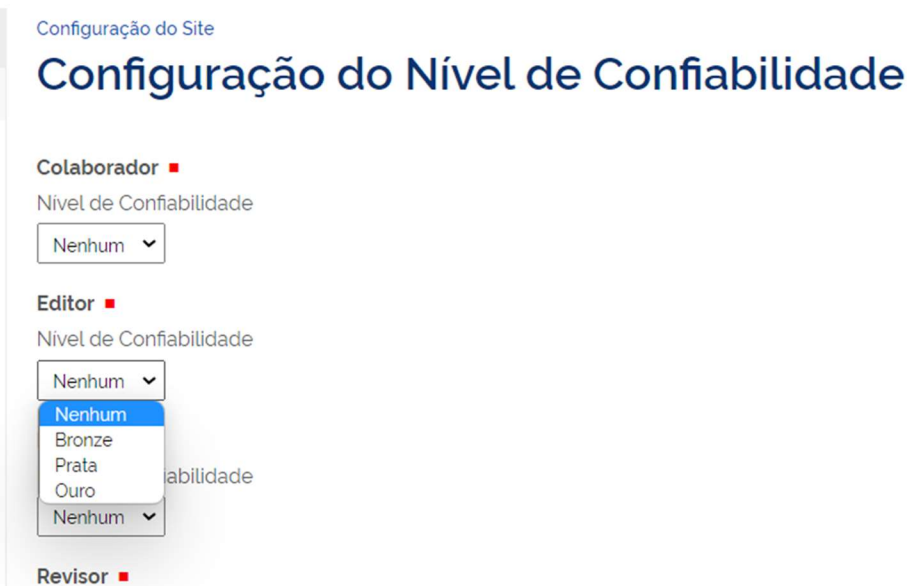 Configuração do Site
Configuração do Nível de Confiabilidade
Colaborador
Nível de Confiabilidade
Nenhum
Editor
Nível de Confiabilidade
Nenhum
Nenhum
Bronze
Prata
Ouro
iabilidade
Nenhum
Revisor